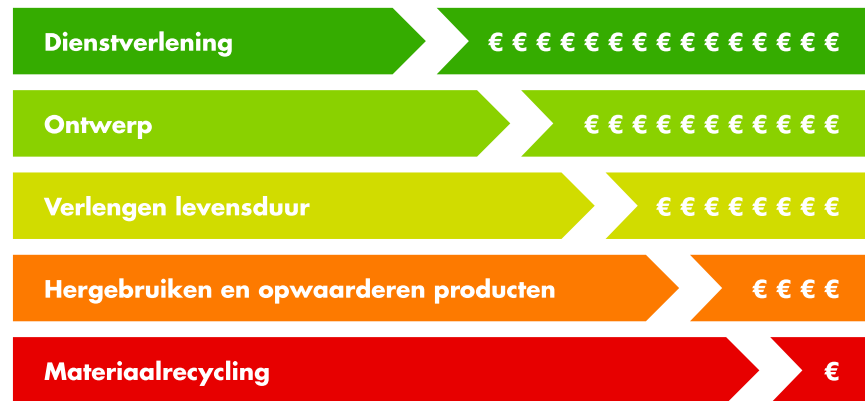 Dienstverlening € € € € € € € € € € € € € € €
Ontwerp € € € € € € € € € € €
Verlengen levensduur € € € € € € € €
Hergebruiken en opwaarderen producten € € € €
Materiaalrecycling €